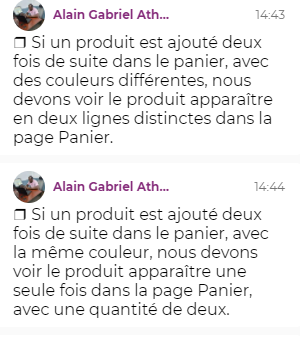 Alain Gabriel Ath... 14:43
❒ Si un produit est ajouté deux
fois de suite dans le panier, avec
des couleurs différentes, nous
devons voir le produit apparaître
en deux lignes distinctes dans la
page Panier.
Alain Gabriel Ath... 14:44
❒ Si un produit est ajouté deux
fois de suite dans le panier, avec
la même couleur, nous devons
voir le produit apparaître une
seule fois dans la page Panier,
avec une quantité de deux.